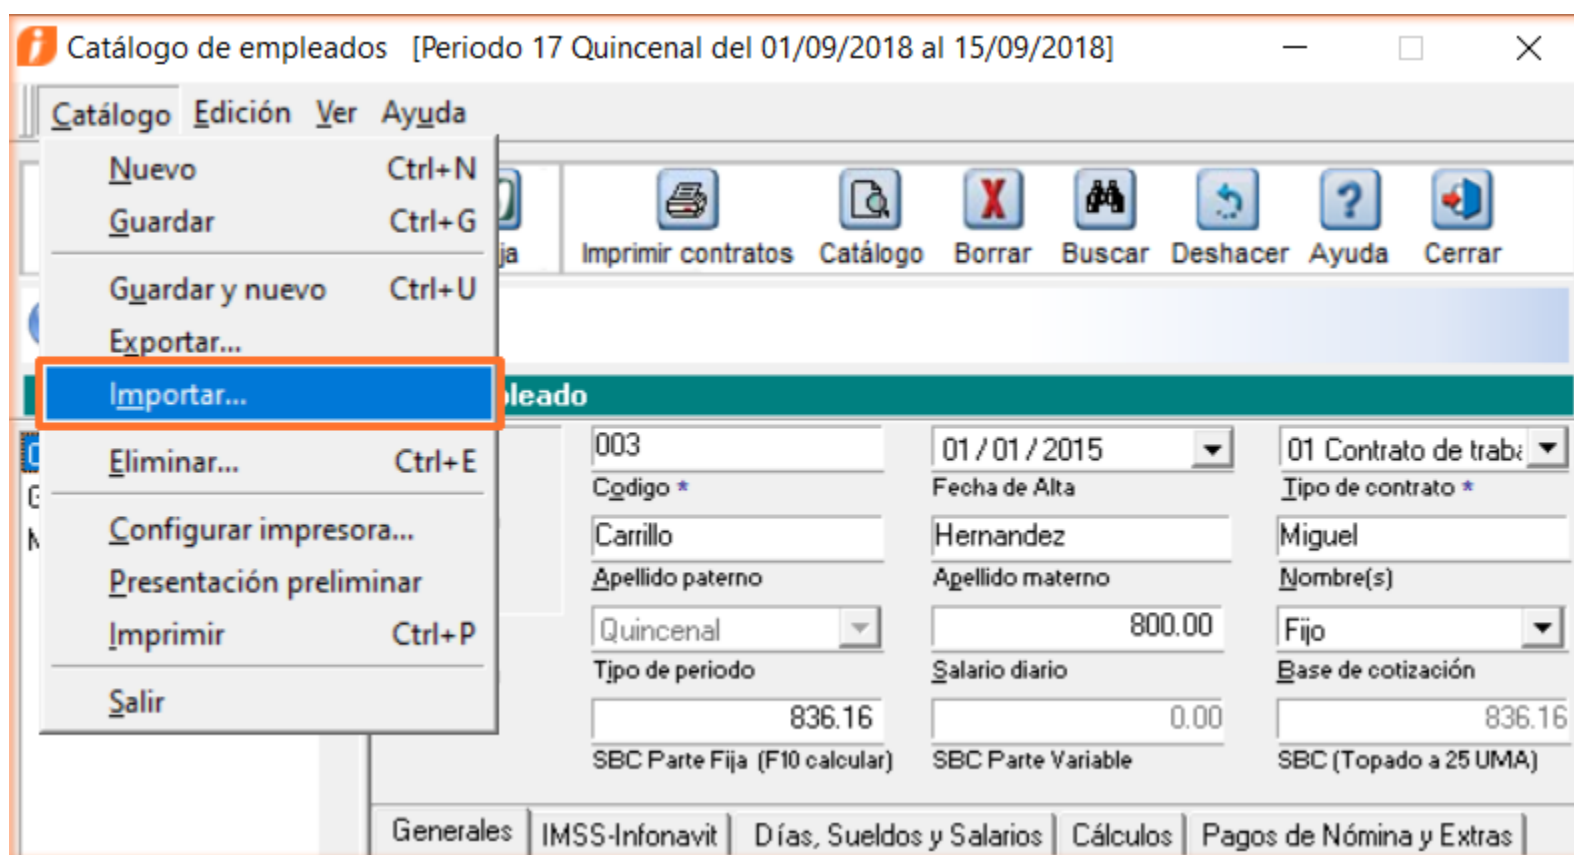 Catálogo de empleados [Periodo 17 Quincenal del 01/09/2018 al 15/09/2018]
Catálogo Edición Ver Ayuda
Nuevo Ctrl+N
Guardar Ctrl+G
Guardar y nuevo Ctrl+U
Exportar...
Importar...
Eliminar... Ctrl+E
Configurar impresora...
Presentación preliminar
Imprimir Ctrl+P
Salir
ja Imprimir contratos Catálogo Borrar Buscar Deshacer Ayuda Cerrar
pleado
003 01/01/2015 01 Contrato de traba
Codigo * Fecha de Alta Tipo de contrato *
Carrillo Hernandez Miguel
Apellido paterno Apellido materno Nombre(s)
Quincenal 800.00 Fijo
Tipo de periodo Salario diario Base de cotización
836.16 0.00 836.16
SBC Parte Fija (F10 calcular) SBC Parte Variable SBC (Topado a 25 UMA)
Generales IMSS-Infonavit Días, Sueldos y Salarios Cálculos Pagos de Nómina y Extras